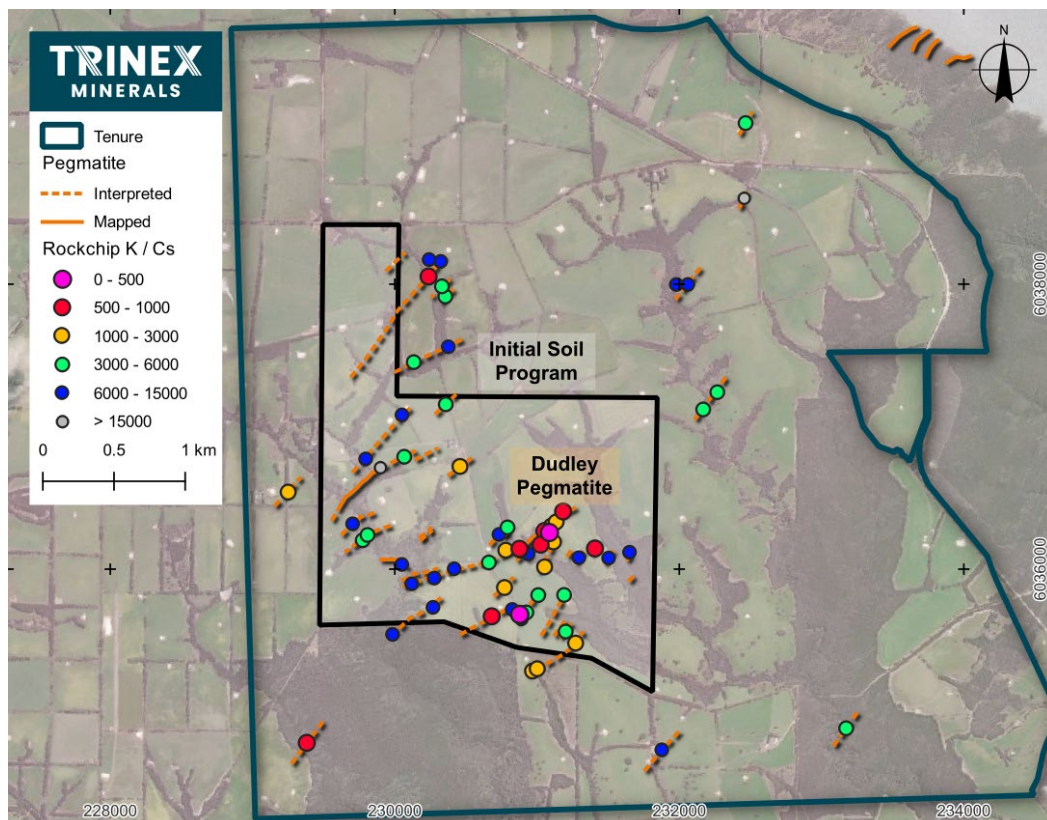 TRINEX
MINERALS
Tenure
Pegmatite
Interpreted
Mapped
Rockchip K / Cs
0 - 500
500 - 1000
1000 - 3000
3000 - 6000
6000 - 15000
> 15000
0 0.5 1 km
N
Initial Soil
Program
Dudley
Pegmatite
6038000
6036000
228000
230000
232000
234000